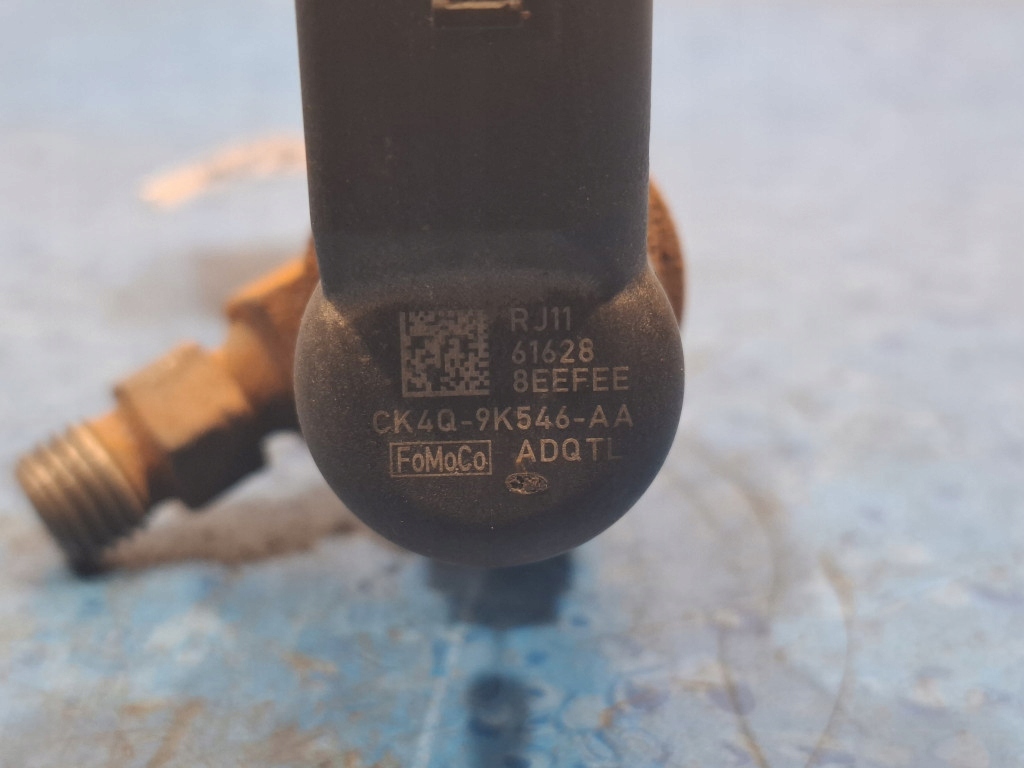 RJ11
61628
8EEFEE
CK4Q-9K546-AA
FoMoCo ADQTL